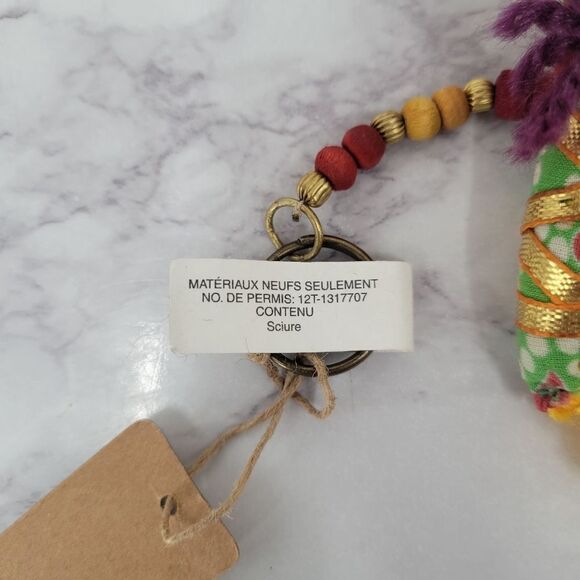 MATÉRIAUX NEUFS SEULEMENT
NO. DE PERMIS: 12T-1317707
CONTENU
Sciure